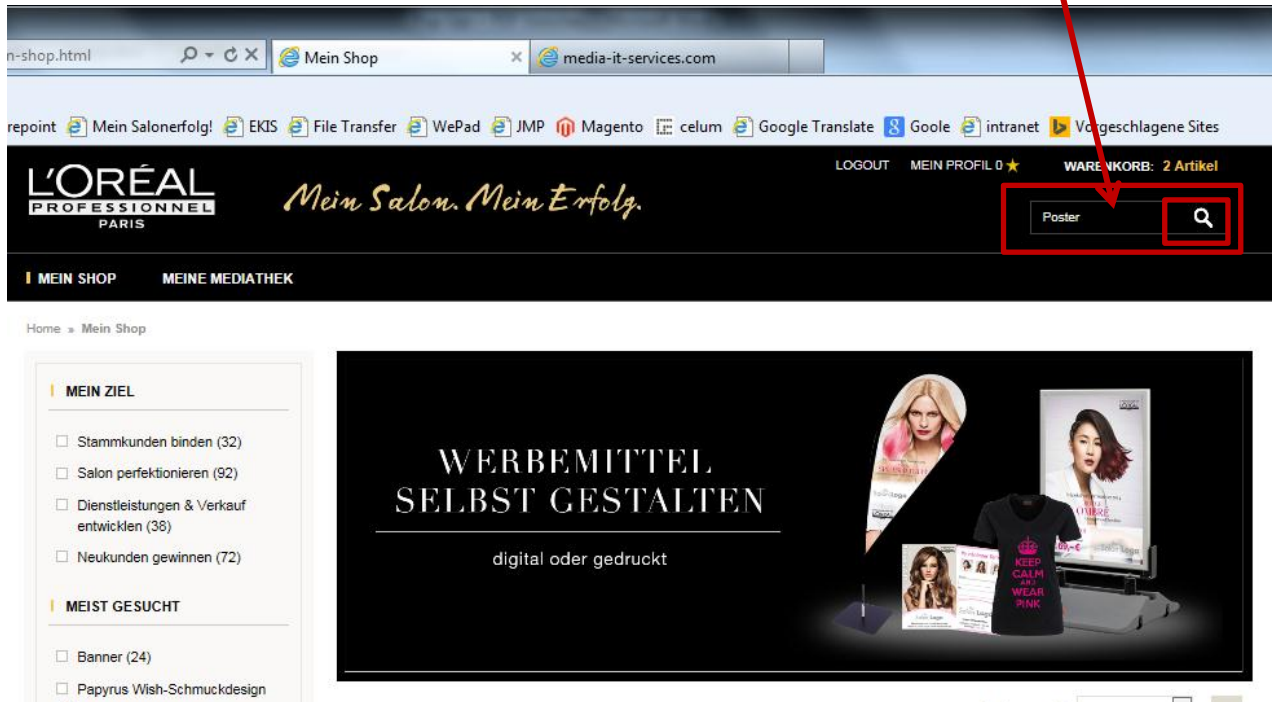 n-shop.html
Mein Shop
media-it-services.com
repoint Mein Salonerfolg! EKIS File Transfer WePad JMP Magento celum Google Translate Goole intranet Vorgeschlagene Sites
LOGOUT MEIN PROFIL 0 WARENKORB: 2 Artikel
L'ORÉAL
PROFESSIONNEL
PARIS
Mein Salon. Mein Erfolg.
Poster
MEIN SHOP MEINE MEDIATHEK
Home » Mein Shop
MEIN ZIEL
Stammkunden binden (32)
Salon perfektionieren (92)
Dienstleistungen & Verkauf
entwicklen (36)
Neukunden gewinnen (72)
MEIST GESUCHT
Banner (24)
Papyrus Wish-Schmuckdesign
WERBEMITTEL
SELBST GESTALTEN
digital oder gedruckt
OMBRÉ
KEEP
CALM
AND
WEAR
PINK